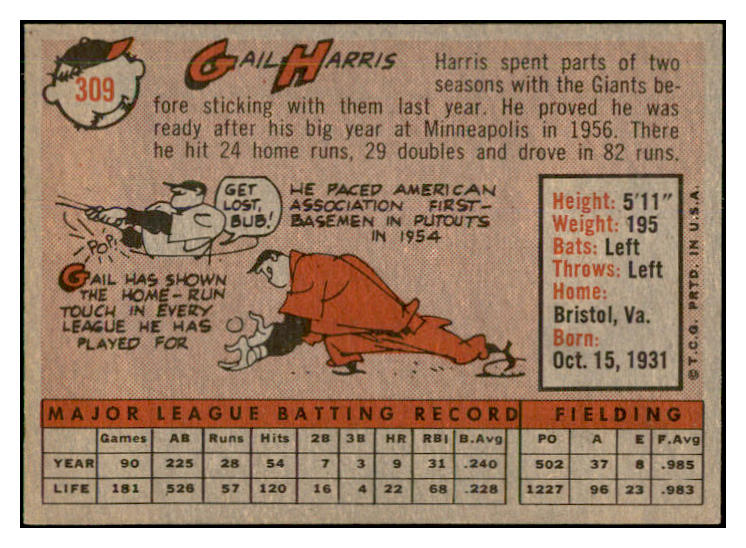 309
GAIL HARRIS
Harris spent parts of two
seasons with the Giants be-
fore sticking with them last year. He proved he was
ready after his big year at Minneapolis in 1956. There
he hit 24 home runs, 29 doubles and drove in 82 runs.
GET
LOST,
BUB!
POP!
HE PACED AMERICAN
ASSOCIATION FIRST-
BASEMEN IN PUTOUTS
IN 1954
GAIL HAS SHOWN
THE HOME-RUN
TOUCH IN EVERY
LEAGUE HE HAS
PLAYED FOR
Height: 5'11"
Weight: 195
Bats: Left
Throws: Left
Home:
Bristol, Va.
Born:
Oct. 15, 1931
© T.C.G. PRTD. IN U.S.A.
MAJOR LEAGUE BATTING RECORD FIELDING
Games AB Runs Hits 2B 3B HR RBI B.Avg PO A E F.Avg
YEAR 90 225 28 54 7 3 9 31 .240 502 37 8 .985
LIFE 181 526 57 120 16 4 22 68 .228 1227 96 23 .983